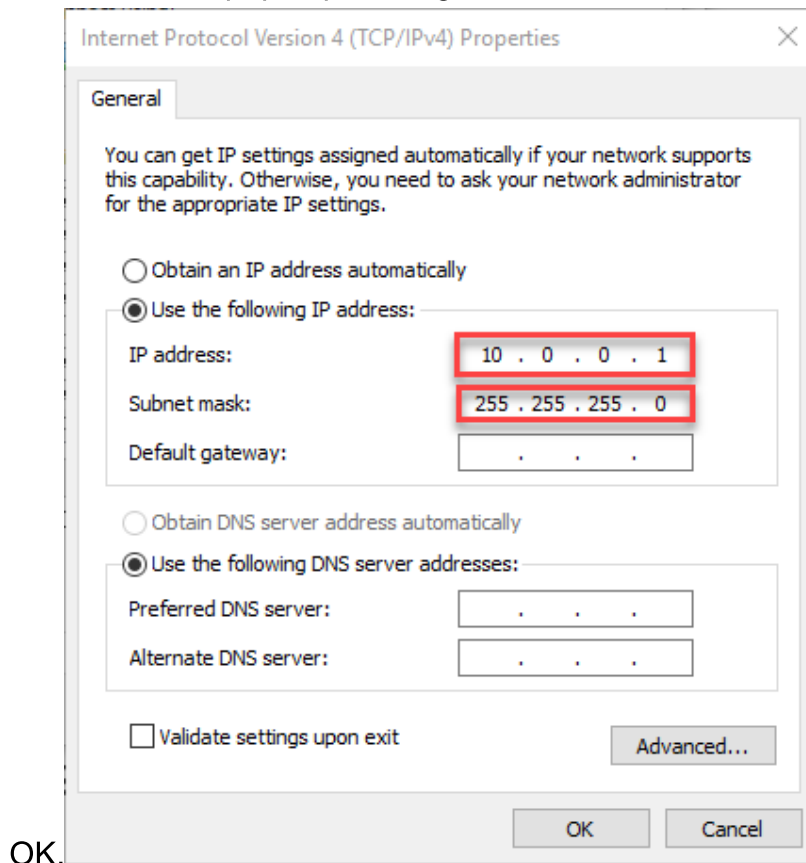 Internet Protocol Version 4 (TCP/IPv4) Properties
General
You can get IP settings assigned automatically if your network supports
this capability. Otherwise, you need to ask your network administrator
for the appropriate IP settings.
Obtain an IP address automatically
Use the following IP address:
IP address: 10 . 0 . 0 . 1
Subnet mask: 255 . 255 . 255 . 0
Default gateway: . . .
Obtain DNS server address automatically
Use the following DNS server addresses:
Preferred DNS server: . . .
Alternate DNS server: . . .
Validate settings upon exit
Advanced...
OK Cancel
OK.